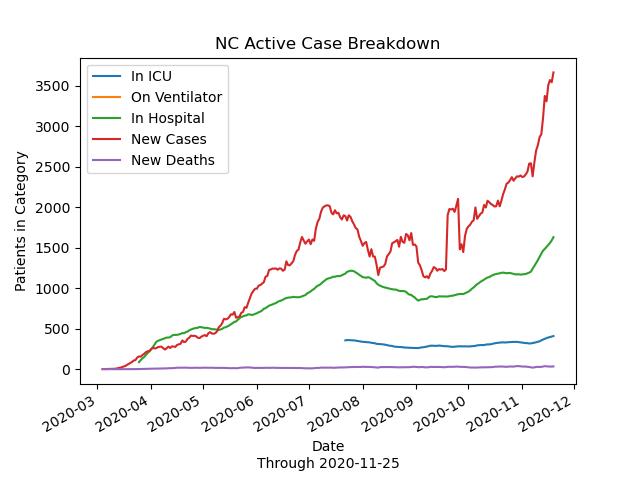 NC Active Case Breakdown
In ICU
On Ventilator
In Hospital
New Cases
New Deaths
Patients in Category
3500
3000
2500
2000
1500
1000
500
0
2020-03
2020-04
2020-05
2020-06
2020-07
2020-08
2020-09
2020-10
2020-11
2020-12
Date
Through 2020-11-25